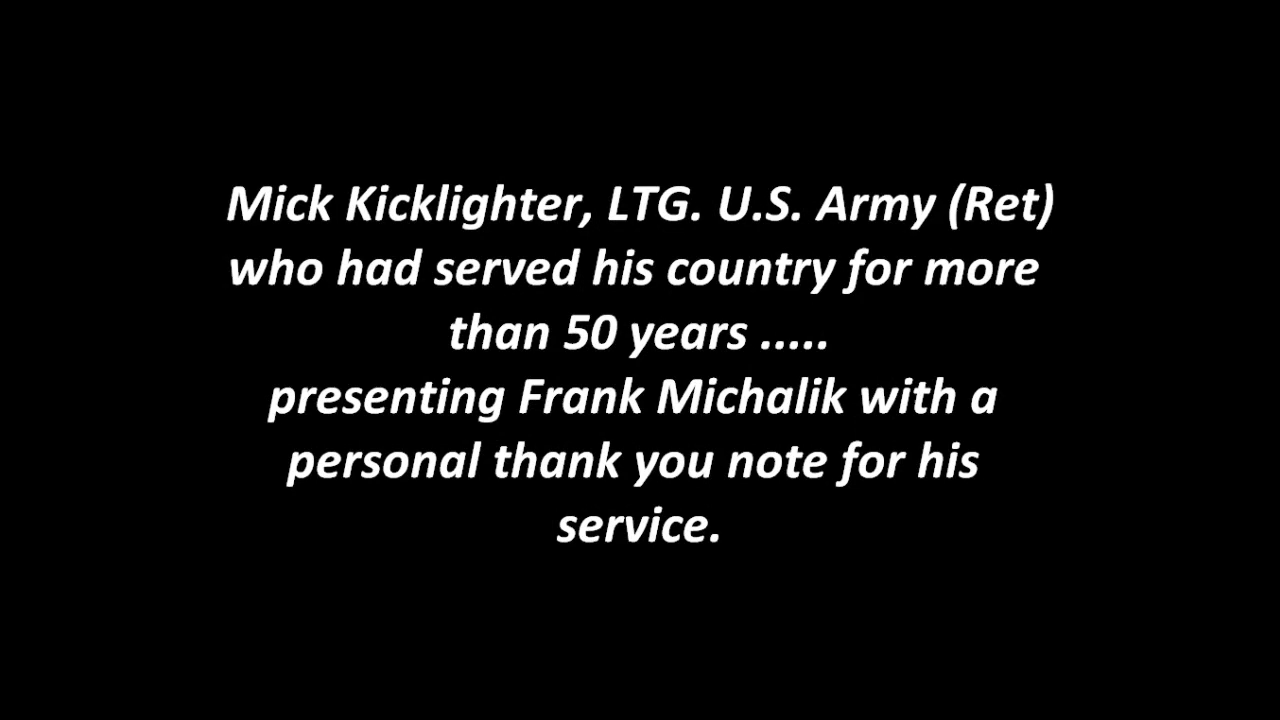 Mick Kicklighter, LTG. U.S. Army (Ret)
who had served his country for more
than 50 years .....
presenting Frank Michalik with a
personal thank you note for his
service.